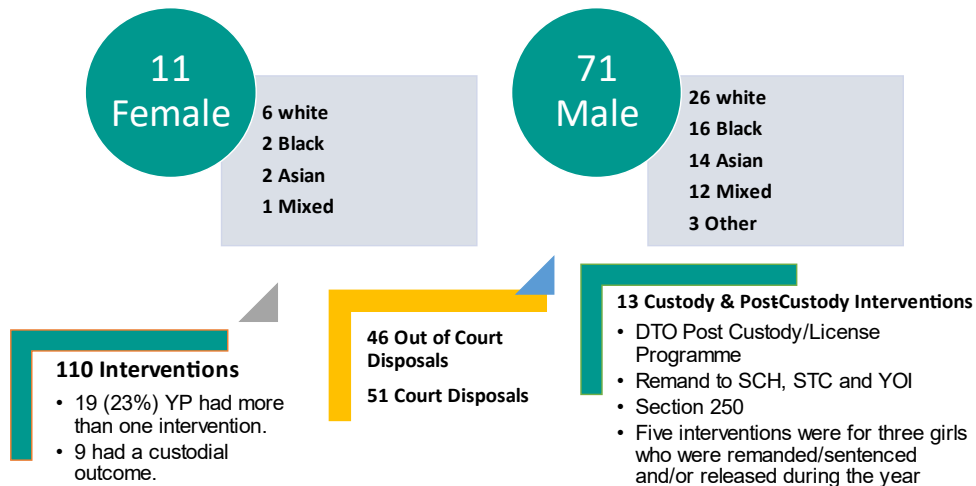 11
Female
6 white
2 Black
2 Asian
1 Mixed
71
Male
26 white
16 Black
14 Asian
12 Mixed
3 Other
110 Interventions
• 19 (23%) YP had more
than one intervention.
• 9 had a custodial
outcome.
46 Out of Court
Disposals
51 Court Disposals
13 Custody & Post-Custody Interventions
• DTO Post Custody/License
Programme
• Remand to SCH, STC and YOI
• Section 250
• Five interventions were for three girls
who were remanded/sentenced
and/or released during the year